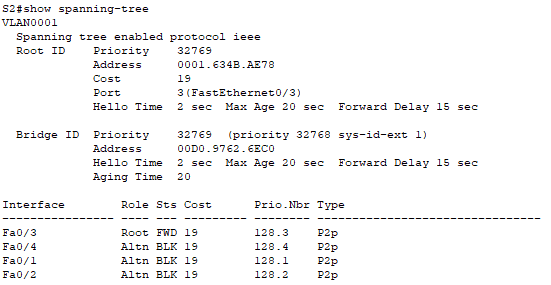 S2#show spanning-tree
VLAN0001
  Spanning tree enabled protocol ieee
  Root ID    Priority    32769
             Address     0001.634B.AE78
             Cost        19
             Port        3(FastEthernet0/3)
             Hello Time  2 sec  Max Age 20 sec  Forward Delay 15 sec

  Bridge ID  Priority    32769  (priority 32768 sys-id-ext 1)
             Address     00D0.9762.6EC0
             Hello Time  2 sec  Max Age 20 sec  Forward Delay 15 sec
             Aging Time  20

Interface        Role Sts Cost      Prio.Nbr Type
---------------- ---- --- --------- -------- --------------------------------
Fa0/3            Root FWD 19        128.3    P2p
Fa0/4            Altn BLK 19        128.4    P2p
Fa0/1            Altn BLK 19        128.1    P2p
Fa0/2            Altn BLK 19        128.2    P2p